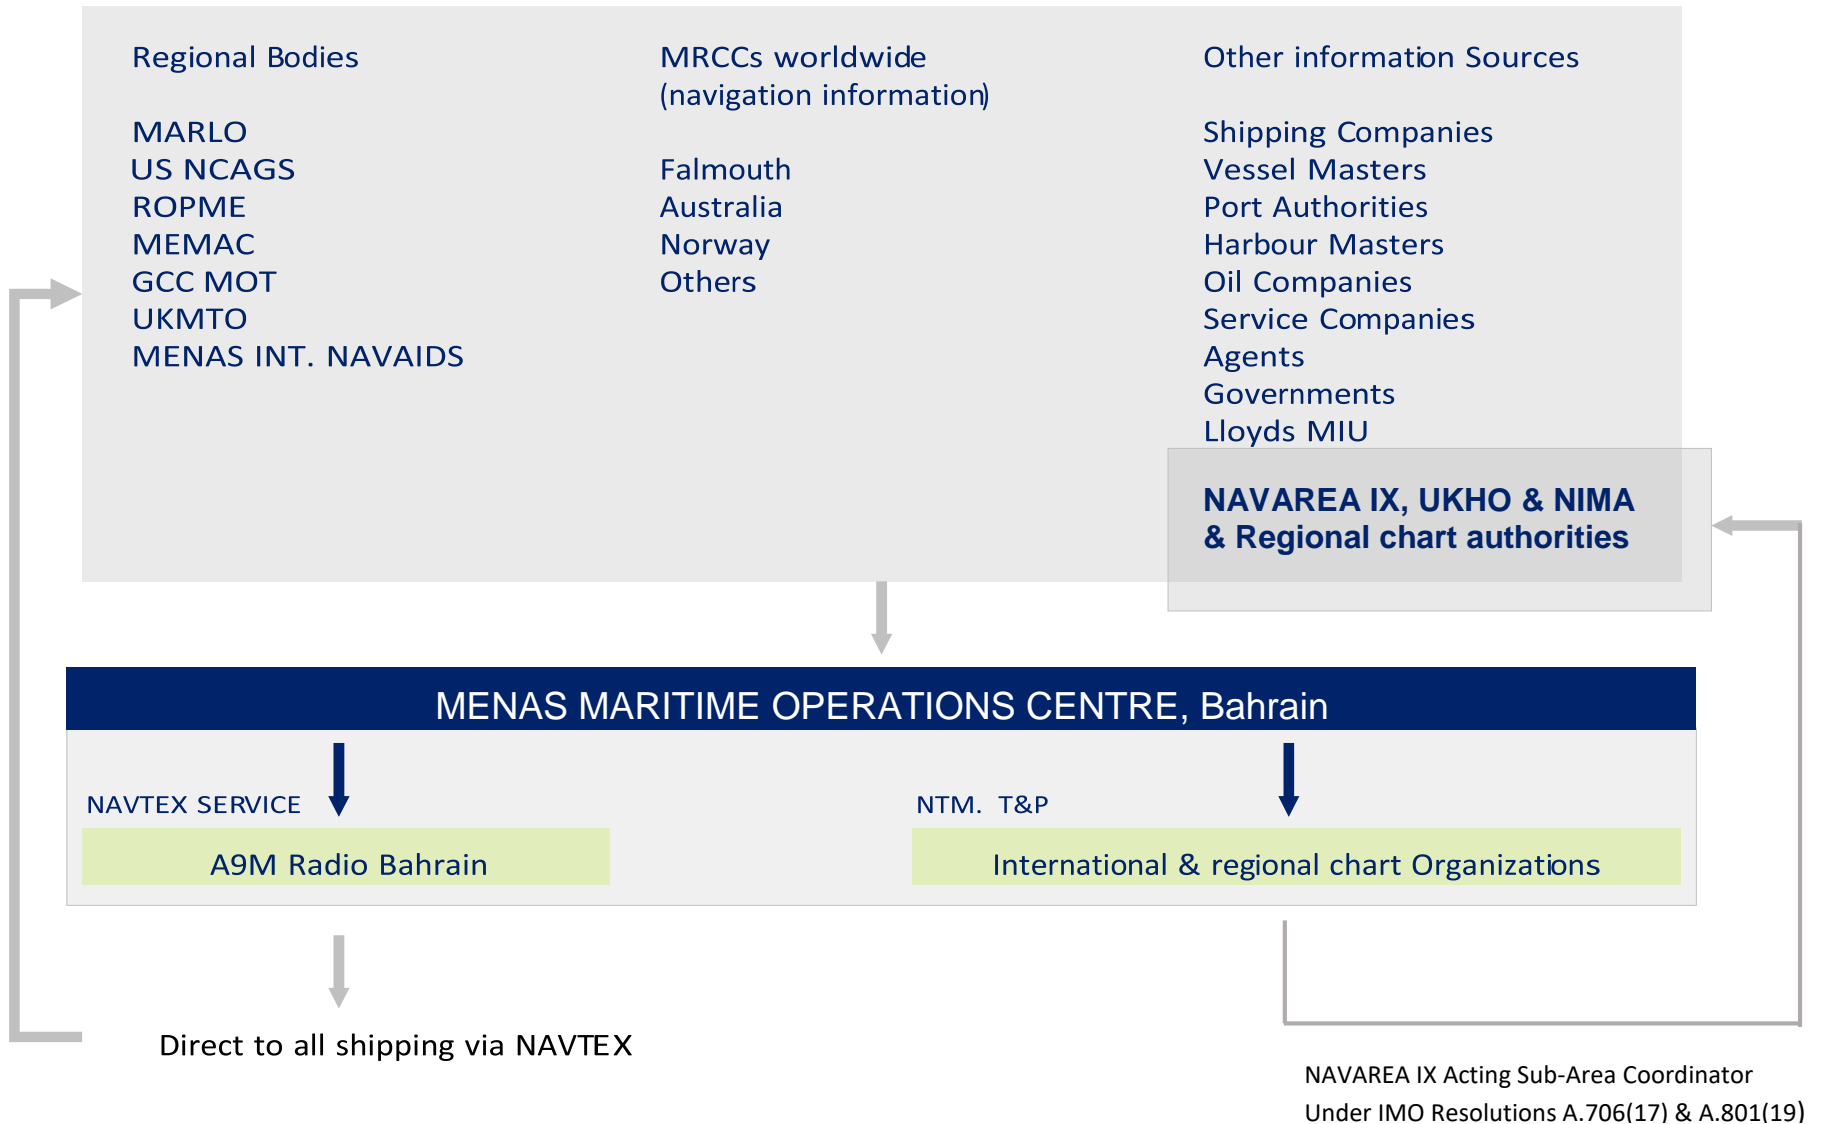 Regional Bodies
MARLO
US NCAGS
ROPME
MEMAC
GCC MOT
UKMTO
MENAS INT. NAVAIDS
MRCCs worldwide
(navigation information)
Falmouth
Australia
Norway
Others
Other information Sources
Shipping Companies
Vessel Masters
Port Authorities
Harbour Masters
Oil Companies
Service Companies
Agents
Governments
Lloyds MIU
NAVAREA IX, UKHO & NIMA
& Regional chart authorities
MENAS MARITIME OPERATIONS CENTRE, Bahrain
NAVTEX SERVICE
A9M Radio Bahrain
NTM. T&P
International & regional chart Organizations
Direct to all shipping via NAVTEX
NAVAREA IX Acting Sub-Area Coordinator
Under IMO Resolutions A.706(17) & A.801(19)